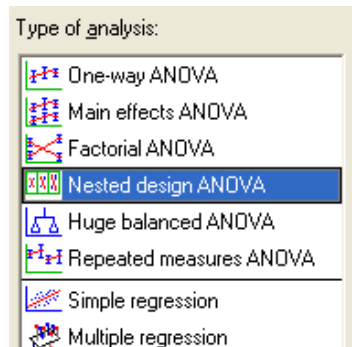 Type of analysis:
One-way ANOVA
Main effects ANOVA
Factorial ANOVA
Nested design ANOVA
Huge balanced ANOVA
Repeated measures ANOVA
Simple regression
Multiple regression